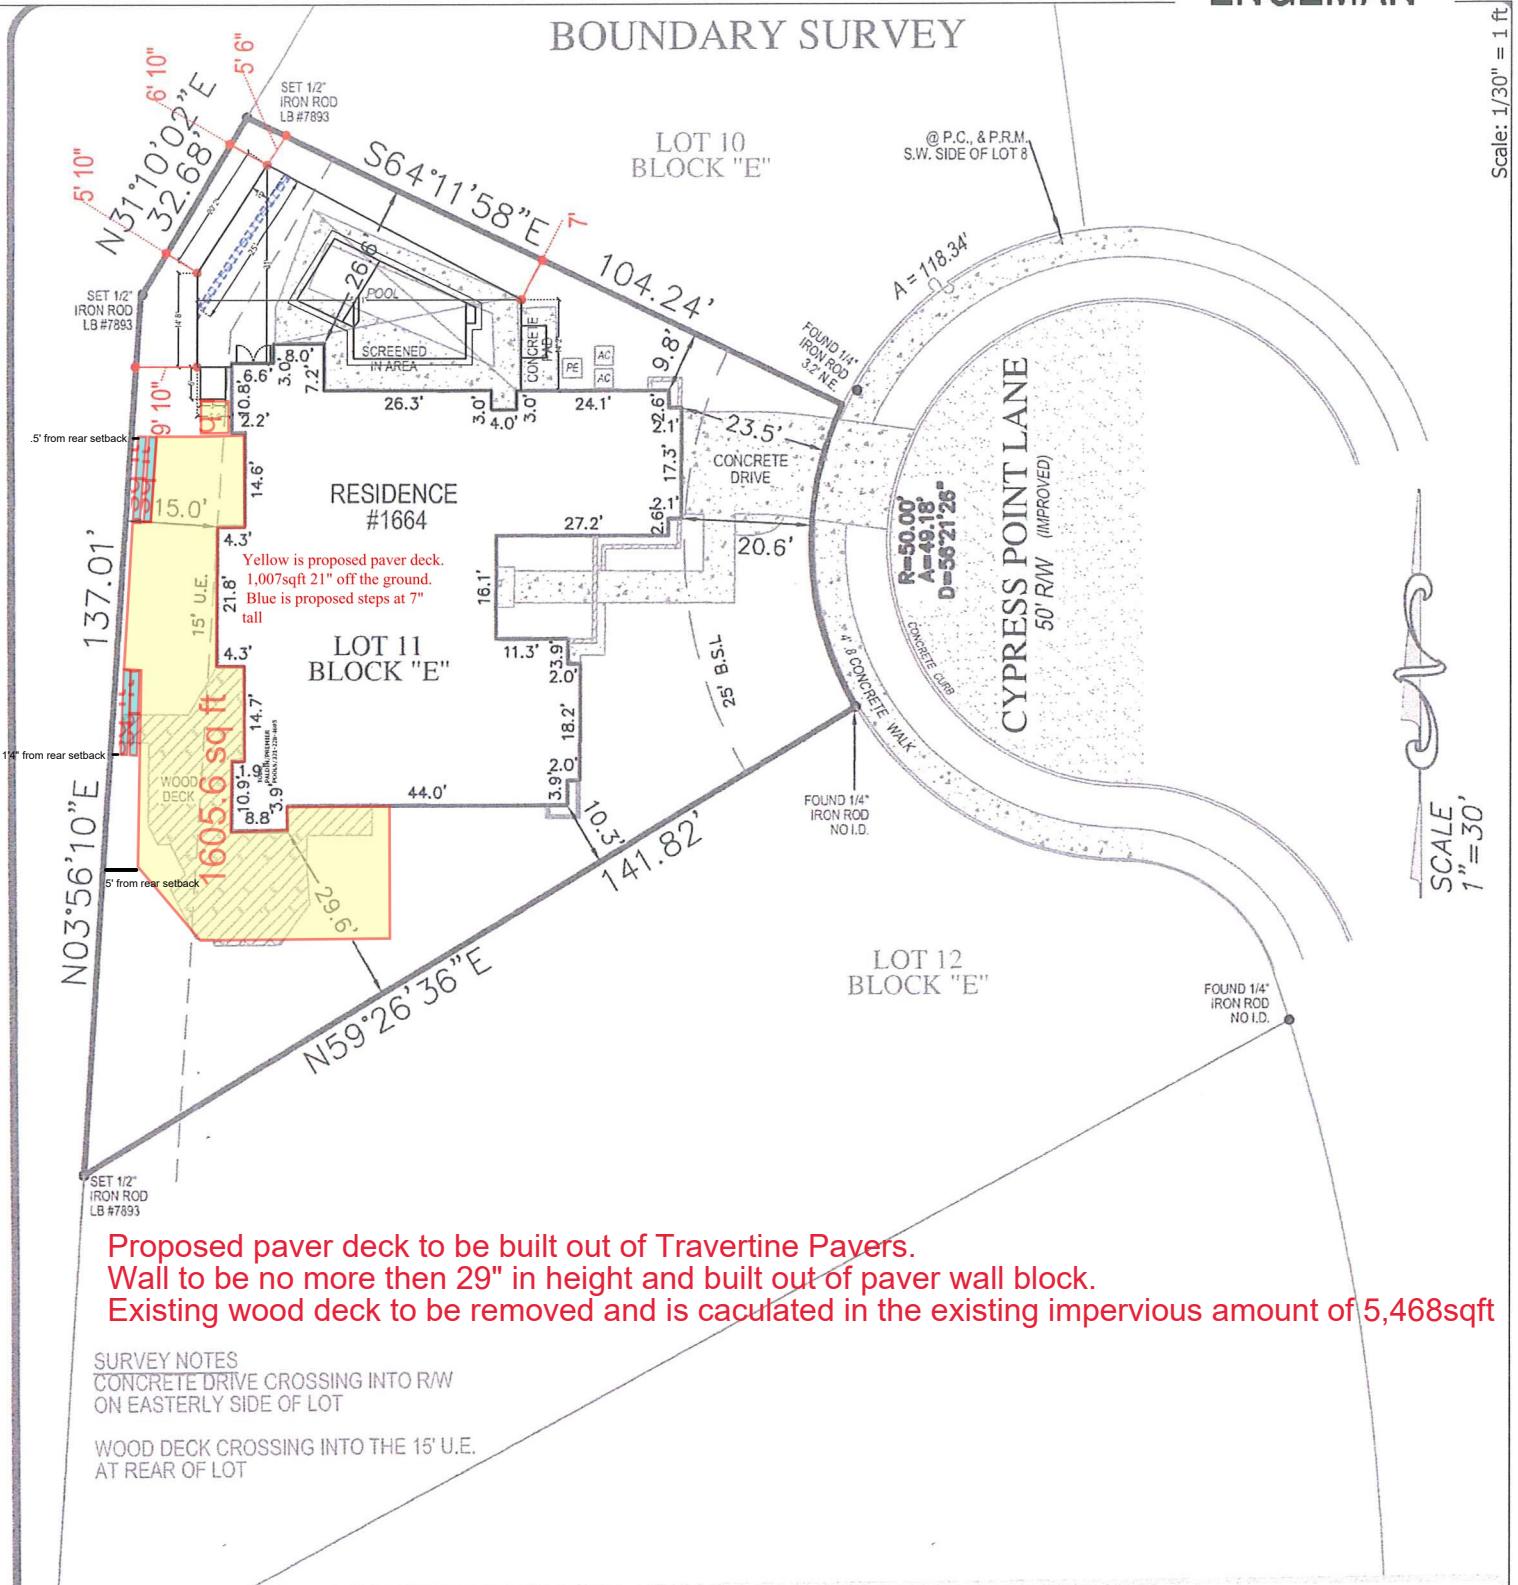 BOUNDARY SURVEY
Scale: 1/30" = 1 ft
5' 6"
6' 10"
5' 10"
SET 1/2"
IRON ROD
LB #7893
N31°10'02"E
32.68'
S64°11'58"E
104.24'
7'
LOT 10
BLOCK "E"
@ P.C., & P.R.M.
S.W. SIDE OF LOT 8
A = 118.34'
SET 1/2"
IRON ROD
LB #7893
26.6'
POOL
SCREENED
IN AREA
CONCRETE
PAD
PE
AC
AC
9.8'
FOUND 1/4"
IRON ROD
3.2' N.E.
14'8"
9' 10"
6.6'
3.0'
8.0'
7.2'
10.8'
2.2'
26.3'
3.0'
4.0'
3.0'
24.1'
2.6'
2.1'
17.3'
2.1'
2.6'
23.5'
CONCRETE
DRIVE
20.6'
.5' from rear setback
15.0'
14.6'
RESIDENCE
#1664
27.2'
4.3'
Yellow is proposed paver deck.
1,007sqft 21" off the ground.
Blue is proposed steps at 7"
tall
21.8'
15' U.E.
16.1'
137.01'
LOT 11
BLOCK "E"
4.3'
11.3'
3.9'
2.0'
18.2'
2.0'
3.9'
25' B.S.L
R=50.00'
A=49.18'
D=56°21'26"
CYPRESS POINT LANE
50' R/W (IMPROVED)
CONCRETE CURB
CONCRETE WALK
14.7'
1605.6 sq ft
1'4" from rear setback
WOOD
DECK
1.9'
10.9'
8.8'
3.9'
44.0'
10.3'
141.82'
FOUND 1/4"
IRON ROD
NO I.D.
SCALE
1"=30'
5' from rear setback
29.6'
N03°56'10"E
N59°26'36"E
LOT 12
BLOCK "E"
FOUND 1/4"
IRON ROD
NO I.D.
SET 1/2"
IRON ROD
LB #7893
Proposed paver deck to be built out of Travertine Pavers.
Wall to be no more then 29" in height and built out of paver wall block.
Existing wood deck to be removed and is caculated in the existing impervious amount of 5,468sqft
SURVEY NOTES
CONCRETE DRIVE CROSSING INTO R/W
ON EASTERLY SIDE OF LOT
WOOD DECK CROSSING INTO THE 15' U.E.
AT REAR OF LOT